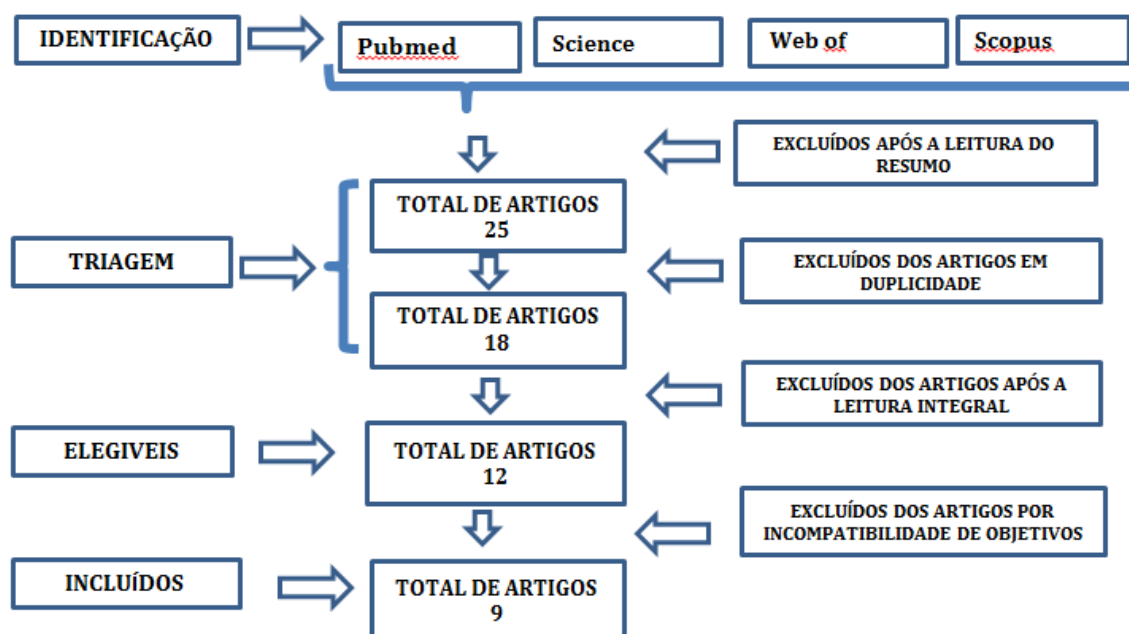 IDENTIFICAÇÃO
Pubmed
Science
Web of
Scopus
EXCLUÍDOS APÓS A LEITURA DO
RESUMO
TOTAL DE ARTIGOS
25
TRIAGEM
EXCLUÍDOS DOS ARTIGOS EM
DUPLICIDADE
TOTAL DE ARTIGOS
18
EXCLUÍDOS DOS ARTIGOS APÓS A
LEITURA INTEGRAL
ELEGIVEIS
TOTAL DE ARTIGOS
12
EXCLUÍDOS DOS ARTIGOS POR
INCOMPATIBILIDADE DE OBJETIVOS
INCLUÍDOS
TOTAL DE ARTIGOS
9